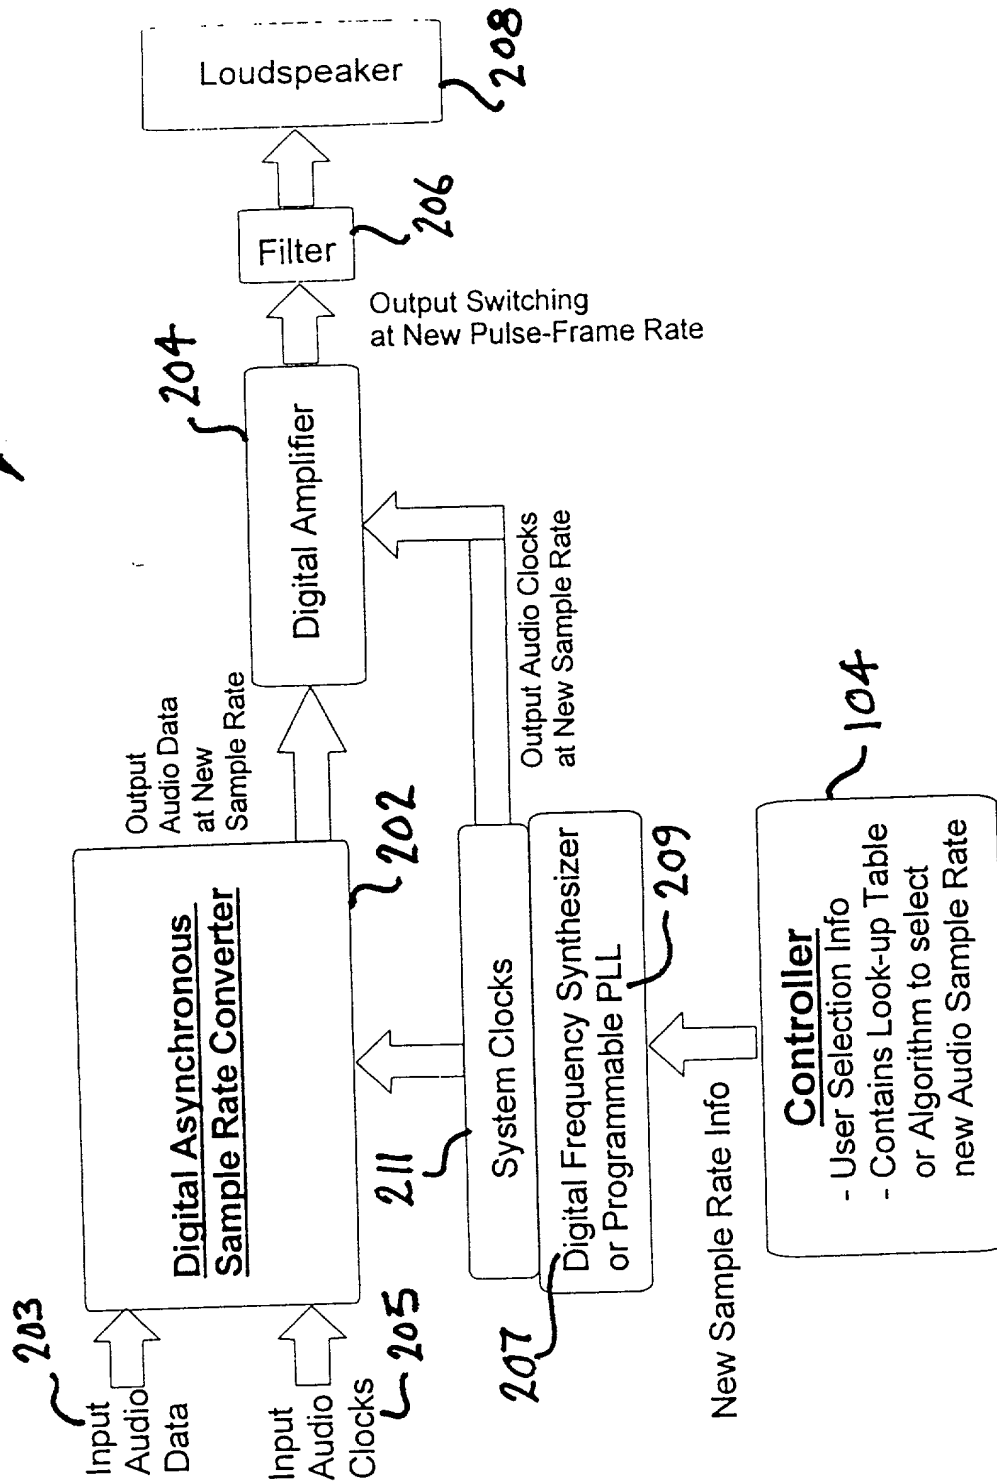 203
Input
Audio
Data
Input
Audio
Clocks
205
Digital Asynchronous
Sample Rate Converter
202
Output
Audio Data
at New
Sample Rate
204
Digital Amplifier
Output Switching
at New Pulse-Frame Rate
Filter
206
Loudspeaker
208
211
System Clocks
Output Audio Clocks
at New Sample Rate
207
Digital Frequency Synthesizer
or Programmable PLL
209
New Sample Rate Info
104
Controller
- User Selection Info
- Contains Look-up Table
or Algorithm to select
new Audio Sample Rate